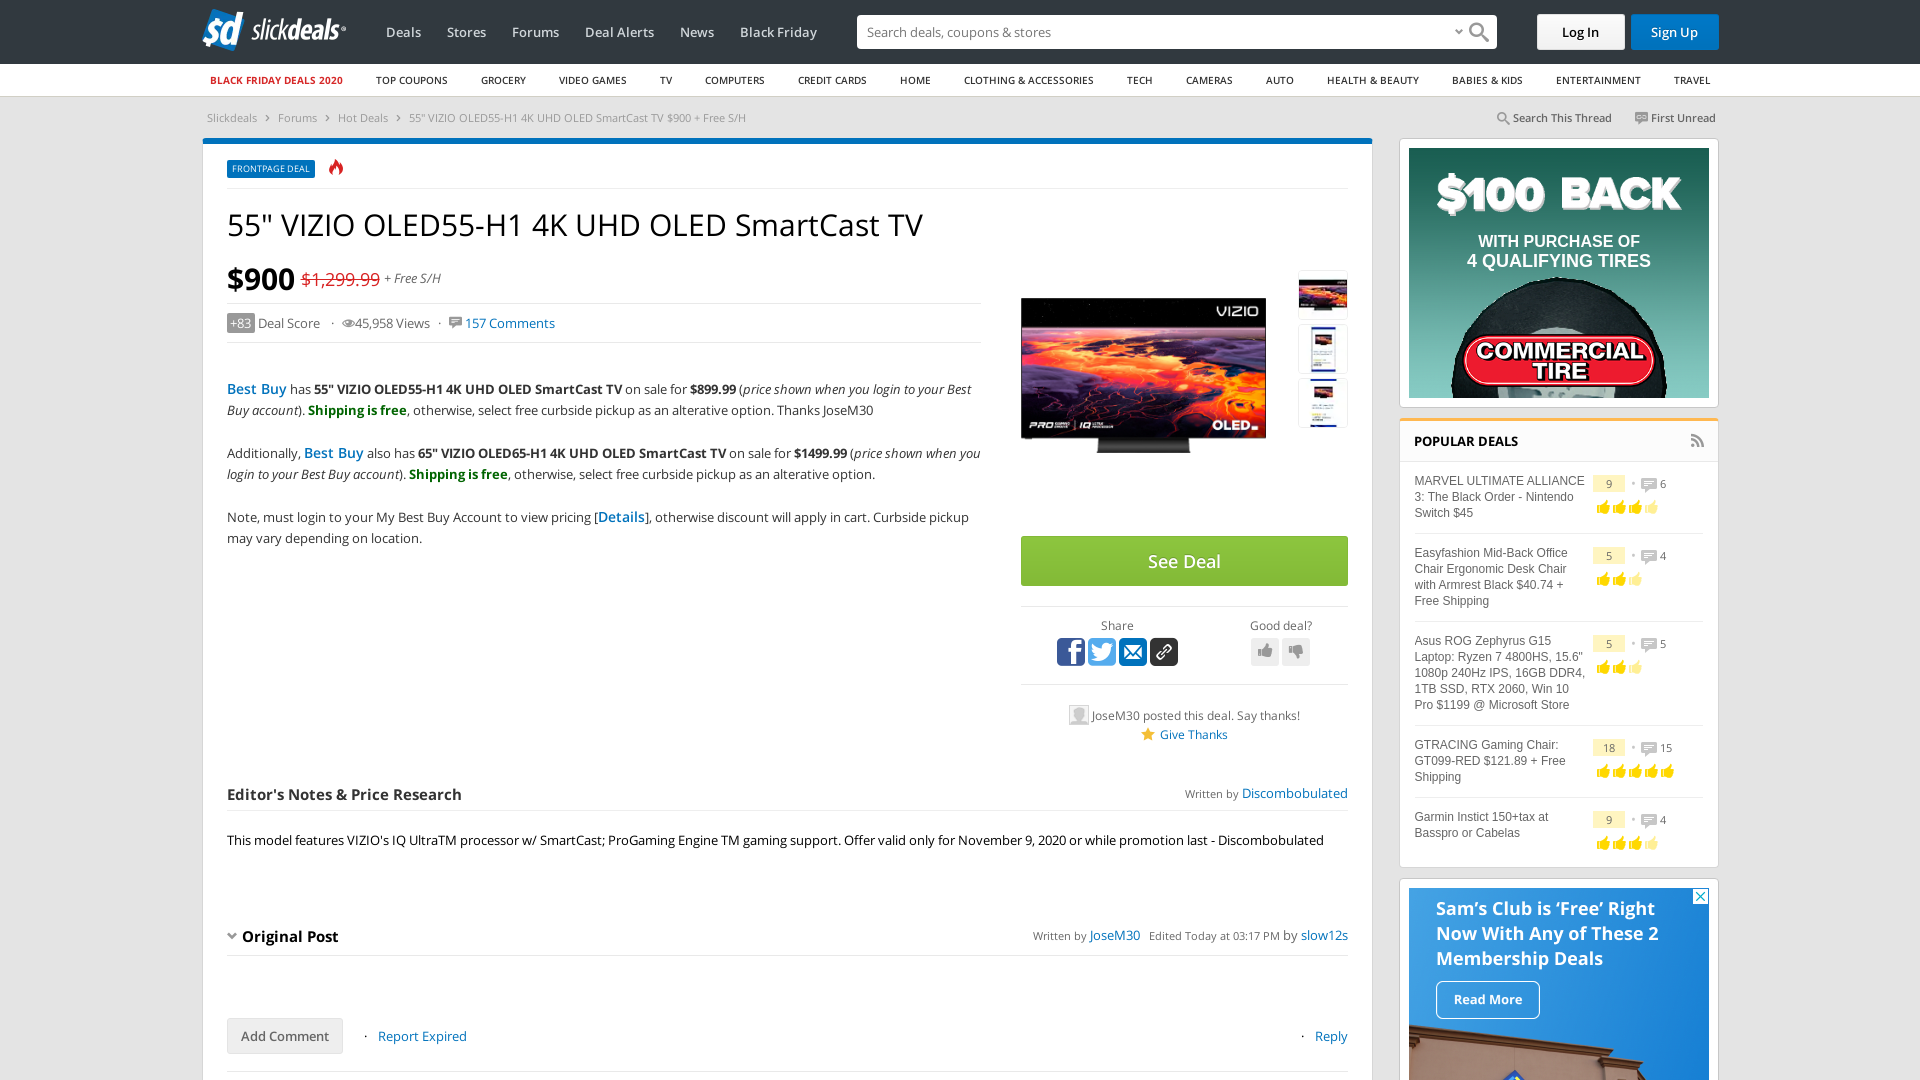 slickdeals
Deals
Stores
Forums
Deal Alerts
News
Black Friday
Search deals, coupons & stores
Log In
Sign Up
BLACK FRIDAY DEALS 2020
TOP COUPONS
GROCERY
VIDEO GAMES
TV
COMPUTERS
CREDIT CARDS
HOME
CLOTHING & ACCESSORIES
TECH
CAMERAS
AUTO
HEALTH & BEAUTY
BABIES & KIDS
ENTERTAINMENT
TRAVEL
Slickdeals > Forums > Hot Deals > 55" VIZIO OLED55-H1 4K UHD OLED SmartCast TV $900 + Free S/H
Search This Thread
First Unread
FRONTPAGE DEAL
55" VIZIO OLED55-H1 4K UHD OLED SmartCast TV
$900 $1,299.99 + Free S/H
+83 Deal Score · 45,958 Views · 157 Comments
Best Buy has 55" VIZIO OLED55-H1 4K UHD OLED SmartCast TV on sale for $899.99 (price shown when you login to your Best
Buy account). Shipping is free, otherwise, select free curbside pickup as an alterative option. Thanks JoseM30
Additionally, Best Buy also has 65" VIZIO OLED65-H1 4K UHD OLED SmartCast TV on sale for $1499.99 (price shown when you
login to your Best Buy account). Shipping is free, otherwise, select free curbside pickup as an alterative option.
Note, must login to your My Best Buy Account to view pricing [Details], otherwise discount will apply in cart. Curbside pickup
may vary depending on location.
VIZIO
PRO GAMING ENGINE | IQ ULTRA PROCESSOR
OLED
See Deal
Share
Good deal?
JoseM30 posted this deal. Say thanks!
Give Thanks
Editor's Notes & Price Research
Written by Discombobulated
This model features VIZIO's IQ UltraTM processor w/ SmartCast; ProGaming Engine TM gaming support. Offer valid only for November 9, 2020 or while promotion last - Discombobulated
Original Post
Written by JoseM30 Edited Today at 03:17 PM by slow12s
Add Comment
· Report Expired
· Reply
$100 BACK
WITH PURCHASE OF
4 QUALIFYING TIRES
COMMERCIAL
TIRE
POPULAR DEALS
MARVEL ULTIMATE ALLIANCE
3: The Black Order - Nintendo
Switch $45
9 • 6
Easyfashion Mid-Back Office
Chair Ergonomic Desk Chair
with Armrest Black $40.74 +
Free Shipping
5 • 4
Asus ROG Zephyrus G15
Laptop: Ryzen 7 4800HS, 15.6"
1080p 240Hz IPS, 16GB DDR4,
1TB SSD, RTX 2060, Win 10
Pro $1199 @ Microsoft Store
5 • 5
GTRACING Gaming Chair:
GT099-RED $121.89 + Free
Shipping
18 • 15
Garmin Instict 150+tax at
Basspro or Cabelas
9 • 4
Sam's Club is 'Free' Right
Now With Any of These 2
Membership Deals
Read More